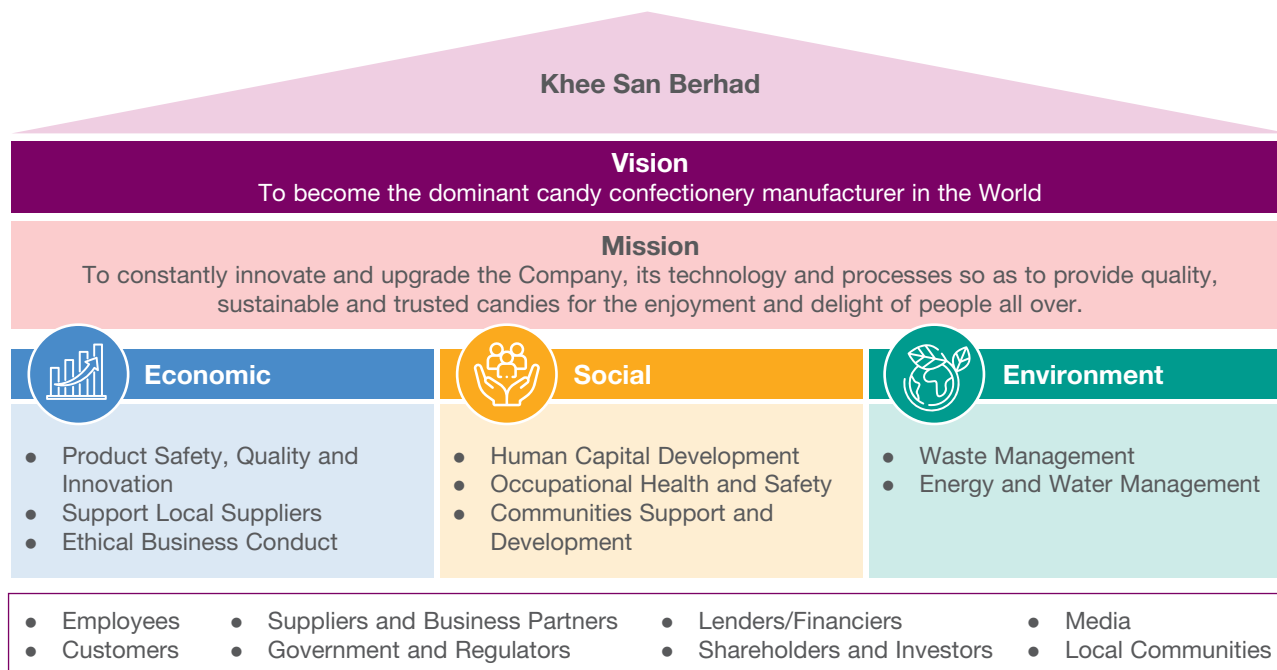 Khee San Berhad
Vision
To become the dominant candy confectionery manufacturer in the World
Mission
To constantly innovate and upgrade the Company, its technology and processes so as to provide quality,
sustainable and trusted candies for the enjoyment and delight of people all over.
Economic
● Product Safety, Quality and
Innovation
● Support Local Suppliers
● Ethical Business Conduct
Social
● Human Capital Development
● Occupational Health and Safety
● Communities Support and
Development
Environment
● Waste Management
● Energy and Water Management
● Employees ● Suppliers and Business Partners ● Lenders/Financiers ● Media
● Customers ● Government and Regulators ● Shareholders and Investors ● Local Communities